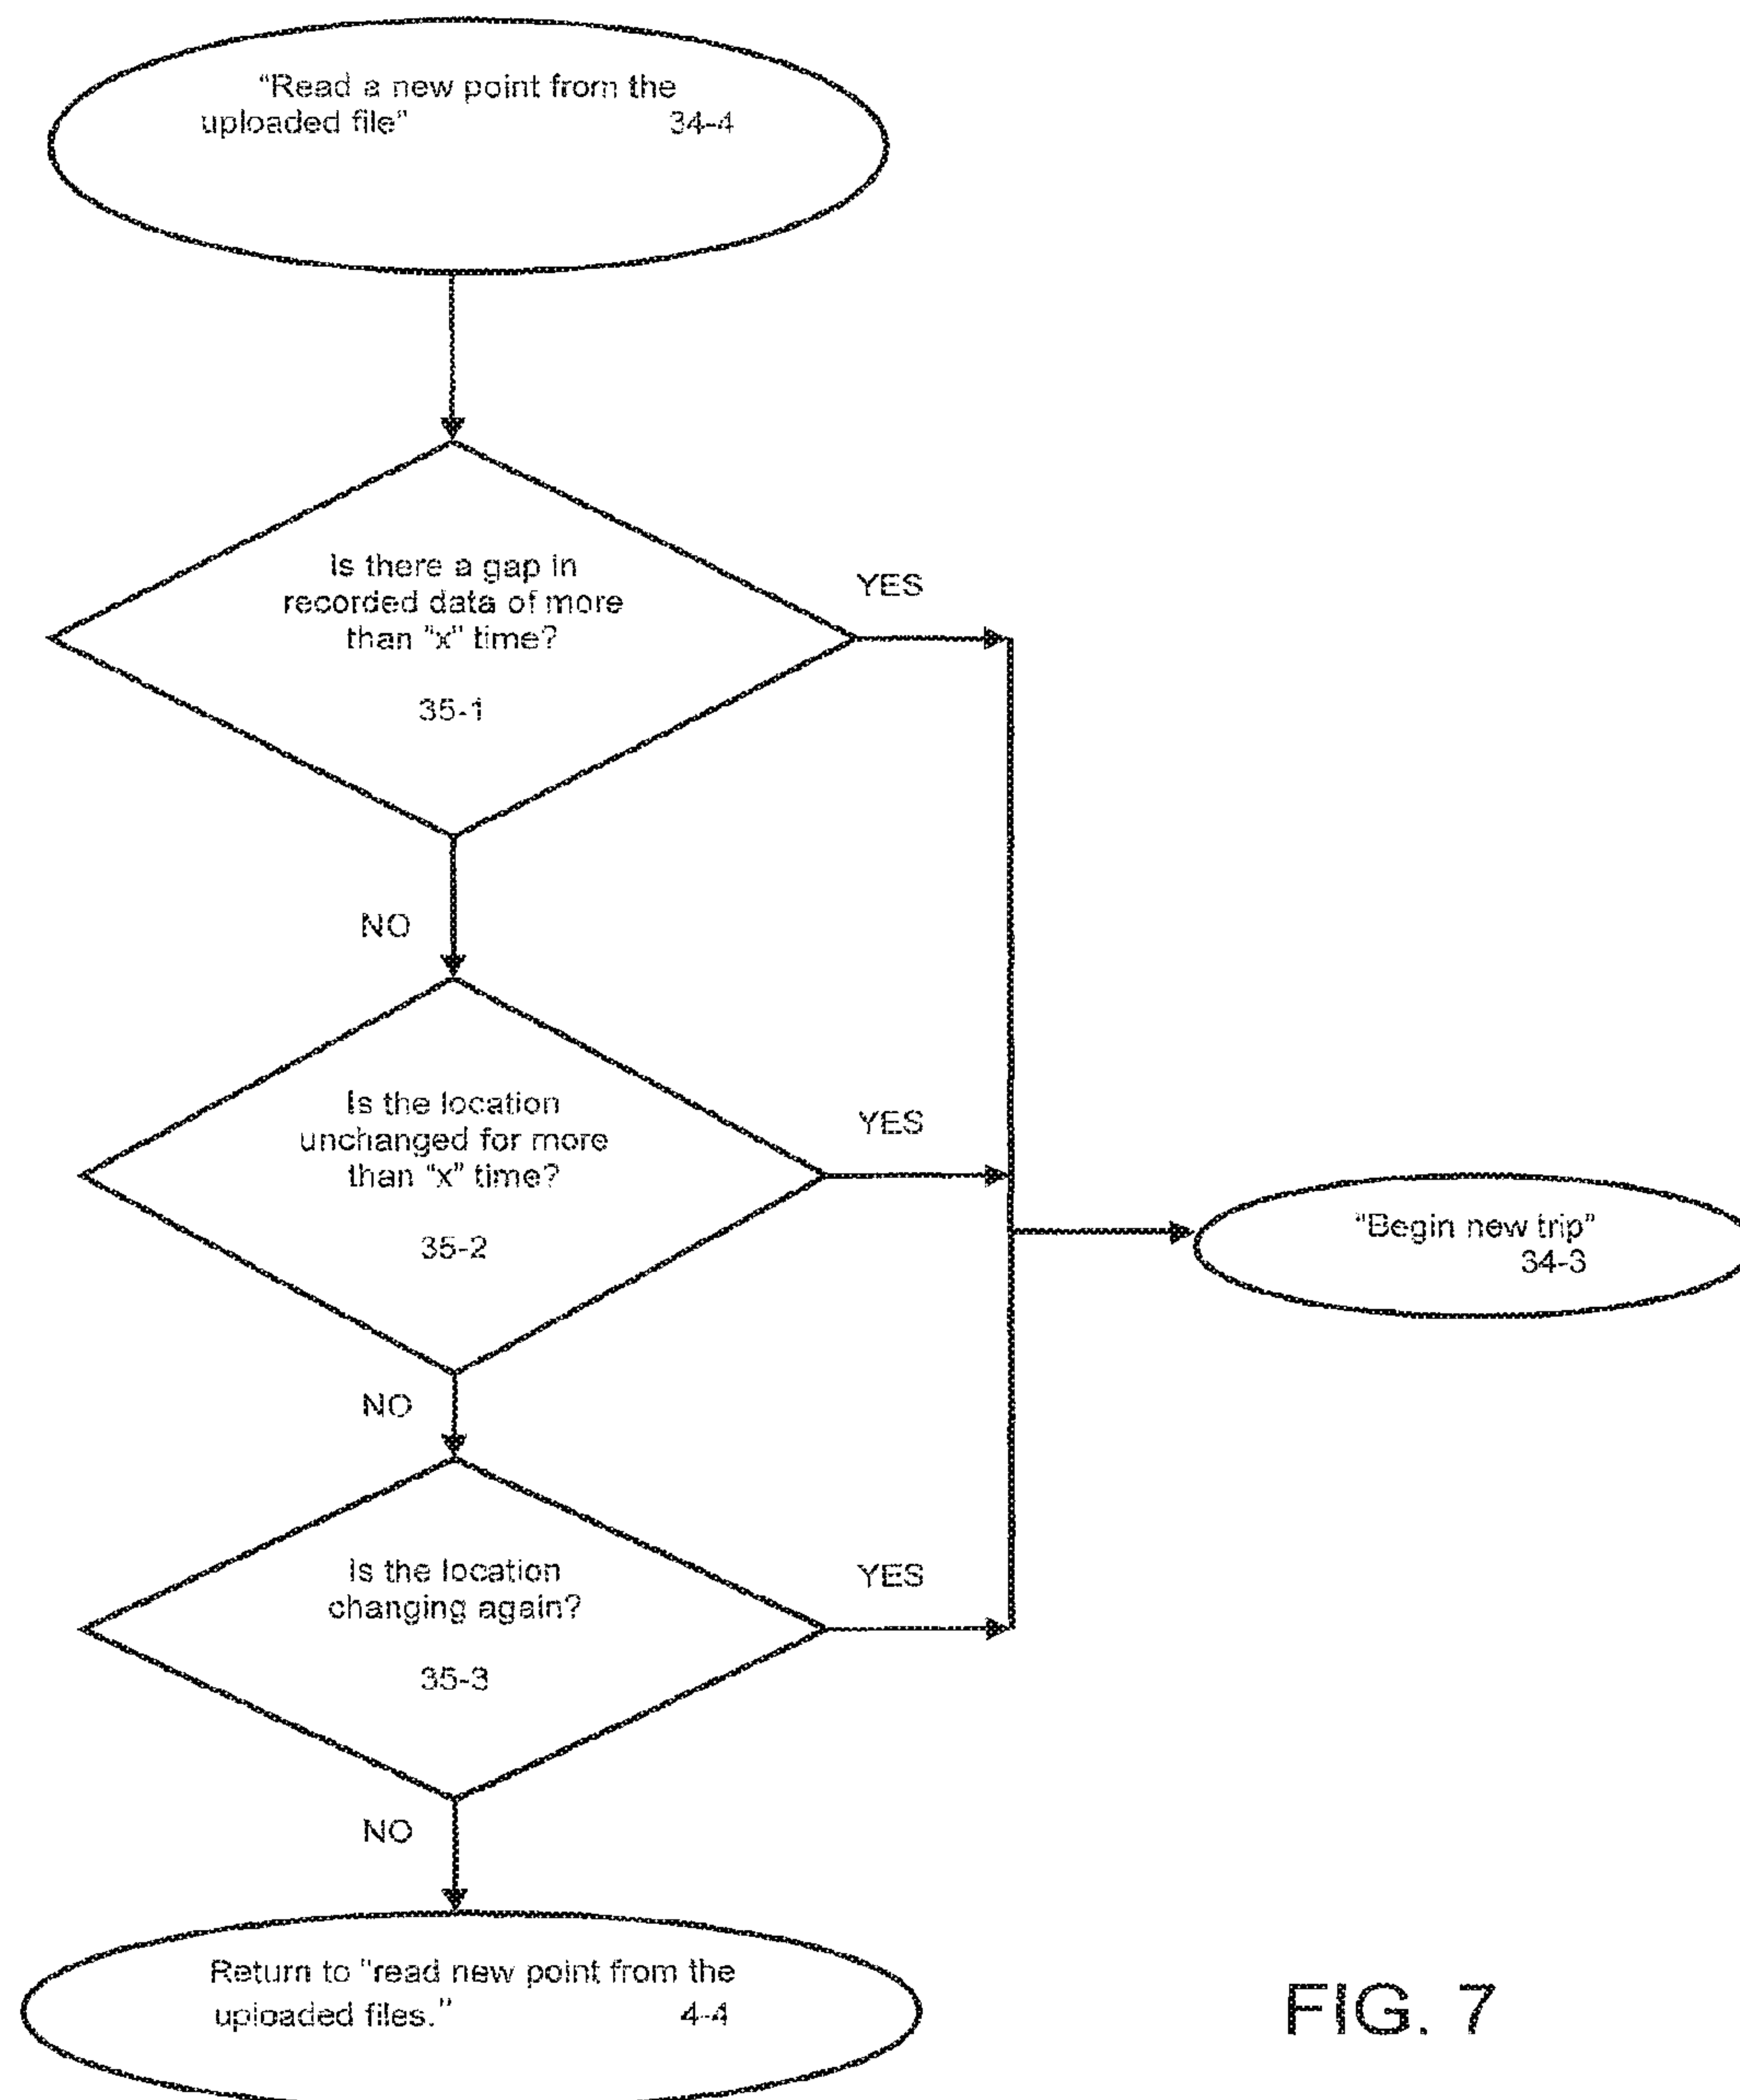 "Read a new point from the
uploaded file" 34-4
Is there a gap in
recorded data of more
than "x" time?
35-1
YES
NO
Is the location
unchanged for more
than "x" time?
35-2
YES
"Begin new trip"
34-3
NO
Is the location
changing again?
35-3
YES
NO
Return to "read new point from the
uploaded files." 4-4
FIG. 7